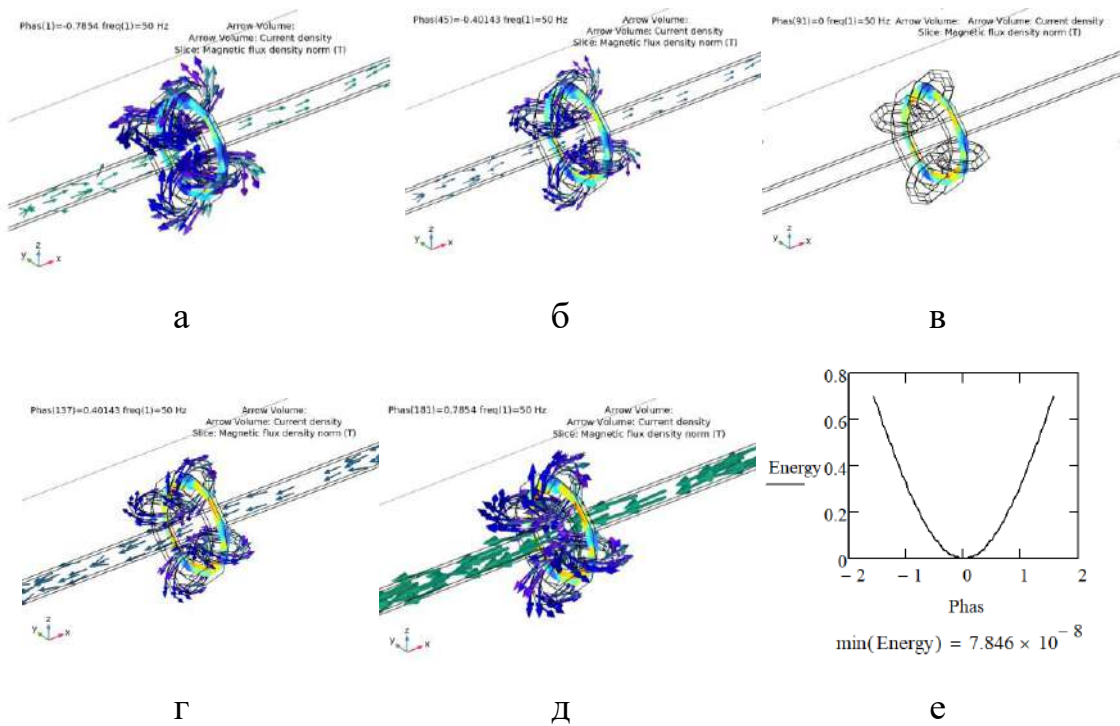 Phas(1)=-0.7854 freq(1)=50 Hz
Arrow Volume:
Arrow Volume: Current density
Slice: Magnetic flux density norm (T)
z
y
x
а
Phas(45)=-0.40143 freq(1)=50 Hz
Arrow Volume:
Arrow Volume: Current density
Slice: Magnetic flux density norm (T)
z
y
x
б
Phas(91)=0 freq(1)=50 Hz Arrow Volume: Arrow Volume: Current density
Slice: Magnetic flux density norm (T)
z
y
x
в
Phas(137)=0.40143 freq(1)=50 Hz
Arrow Volume:
Arrow Volume: Current density
Slice: Magnetic flux density norm (T)
z
y
x
г
Phas(181)=0.7854 freq(1)=50 Hz
Arrow Volume:
Arrow Volume: Current density
Slice: Magnetic flux density norm (T)
z
y
x
д
0.8
0.6
Energy 0.4
0.2
0
−2 −1 0 1 2
Phas
min(Energy) = 7.846 × 10⁻⁸
е